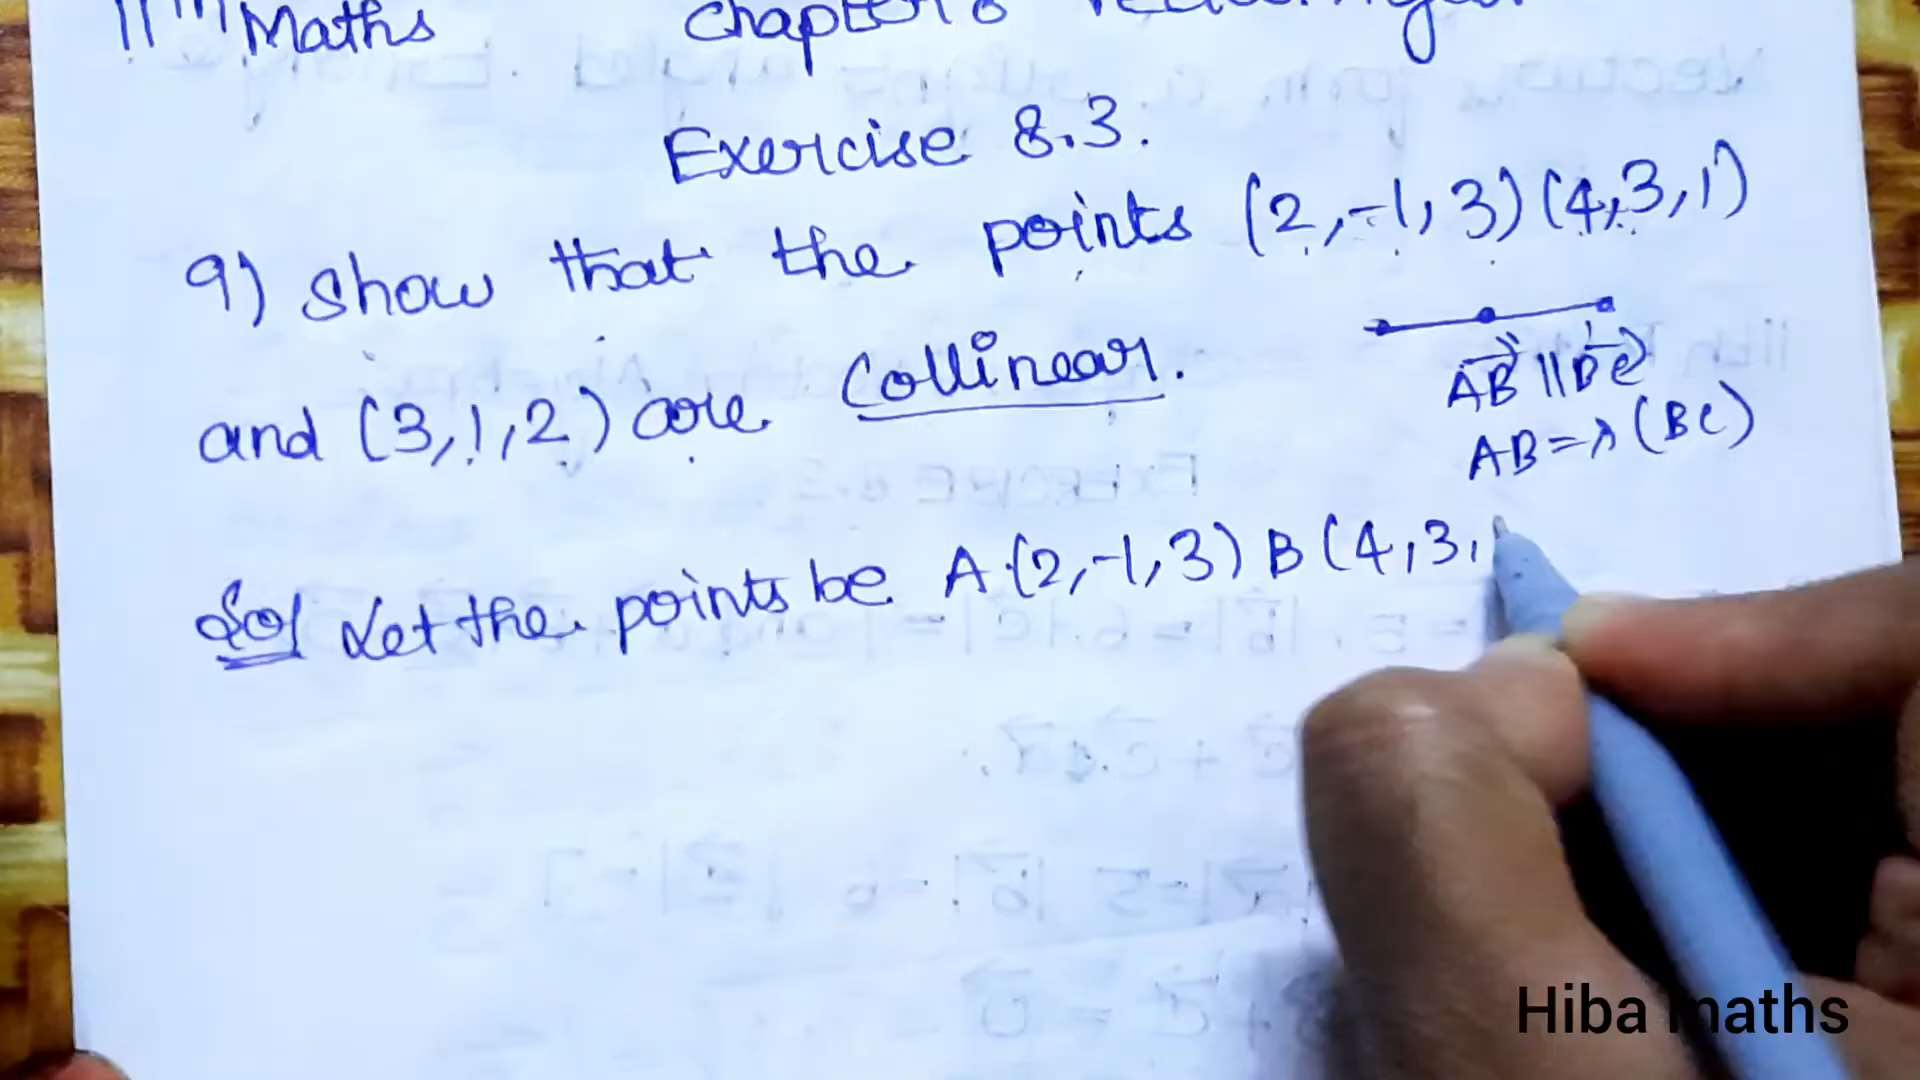 11th Maths Chapter 8
Exercise 8.3.
9) Show that the points (2,-1,3) (4,3,1)
and (3,1,2) are Collinear.
AB || BC
AB = λ (BC)
Sol Let the points be A (2,-1,3) B (4,3,
Hiba maths